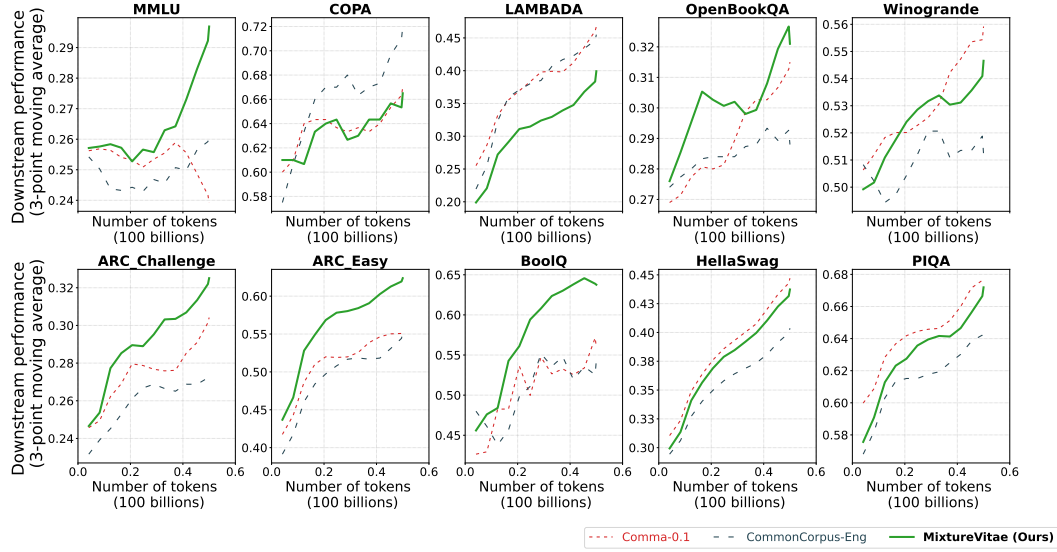 MMLU
COPA
LAMBADA
OpenBookQA
Winogrande
Downstream performance
(3-point moving average)
0.29
0.28
0.27
0.26
0.25
0.24
0.72
0.70
0.68
0.66
0.64
0.62
0.60
0.58
0.45
0.40
0.35
0.30
0.25
0.20
0.32
0.31
0.30
0.29
0.28
0.27
0.56
0.55
0.54
0.53
0.52
0.51
0.50
Number of tokens
(100 billions)
Number of tokens
(100 billions)
Number of tokens
(100 billions)
Number of tokens
(100 billions)
Number of tokens
(100 billions)
ARC_Challenge
ARC_Easy
BoolQ
HellaSwag
PIQA
Downstream performance
(3-point moving average)
0.32
0.30
0.28
0.26
0.24
0.60
0.55
0.50
0.45
0.40
0.65
0.60
0.55
0.50
0.45
0.45
0.43
0.40
0.38
0.35
0.33
0.30
0.68
0.66
0.64
0.62
0.60
0.58
0.0 0.2 0.4 0.6
0.0 0.2 0.4 0.6
0.0 0.2 0.4 0.6
0.0 0.2 0.4 0.6
0.0 0.2 0.4 0.6
Number of tokens
(100 billions)
Number of tokens
(100 billions)
Number of tokens
(100 billions)
Number of tokens
(100 billions)
Number of tokens
(100 billions)
Comma-0.1 CommonCorpus-Eng MixtureVitae (Ours)